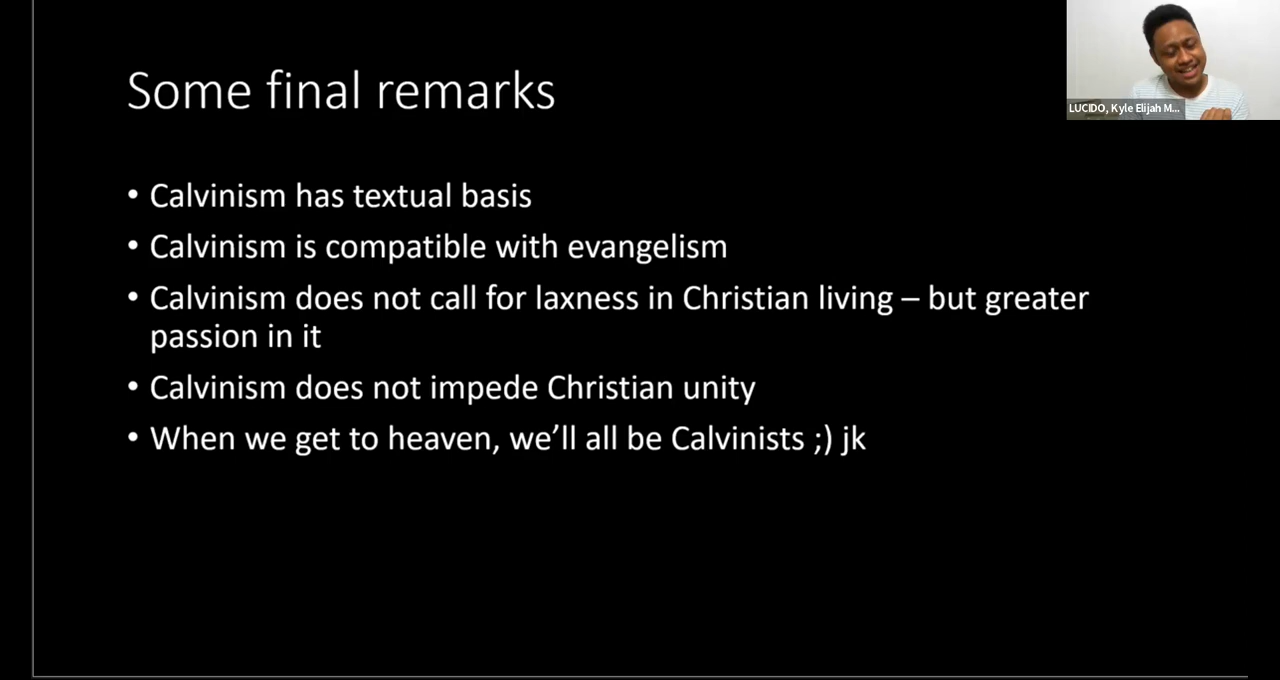 Some final remarks
LUCIDO, Kyle Elijah M...
• Calvinism has textual basis
• Calvinism is compatible with evangelism
• Calvinism does not call for laxness in Christian living – but greater
passion in it
• Calvinism does not impede Christian unity
• When we get to heaven, we’ll all be Calvinists ;) jk